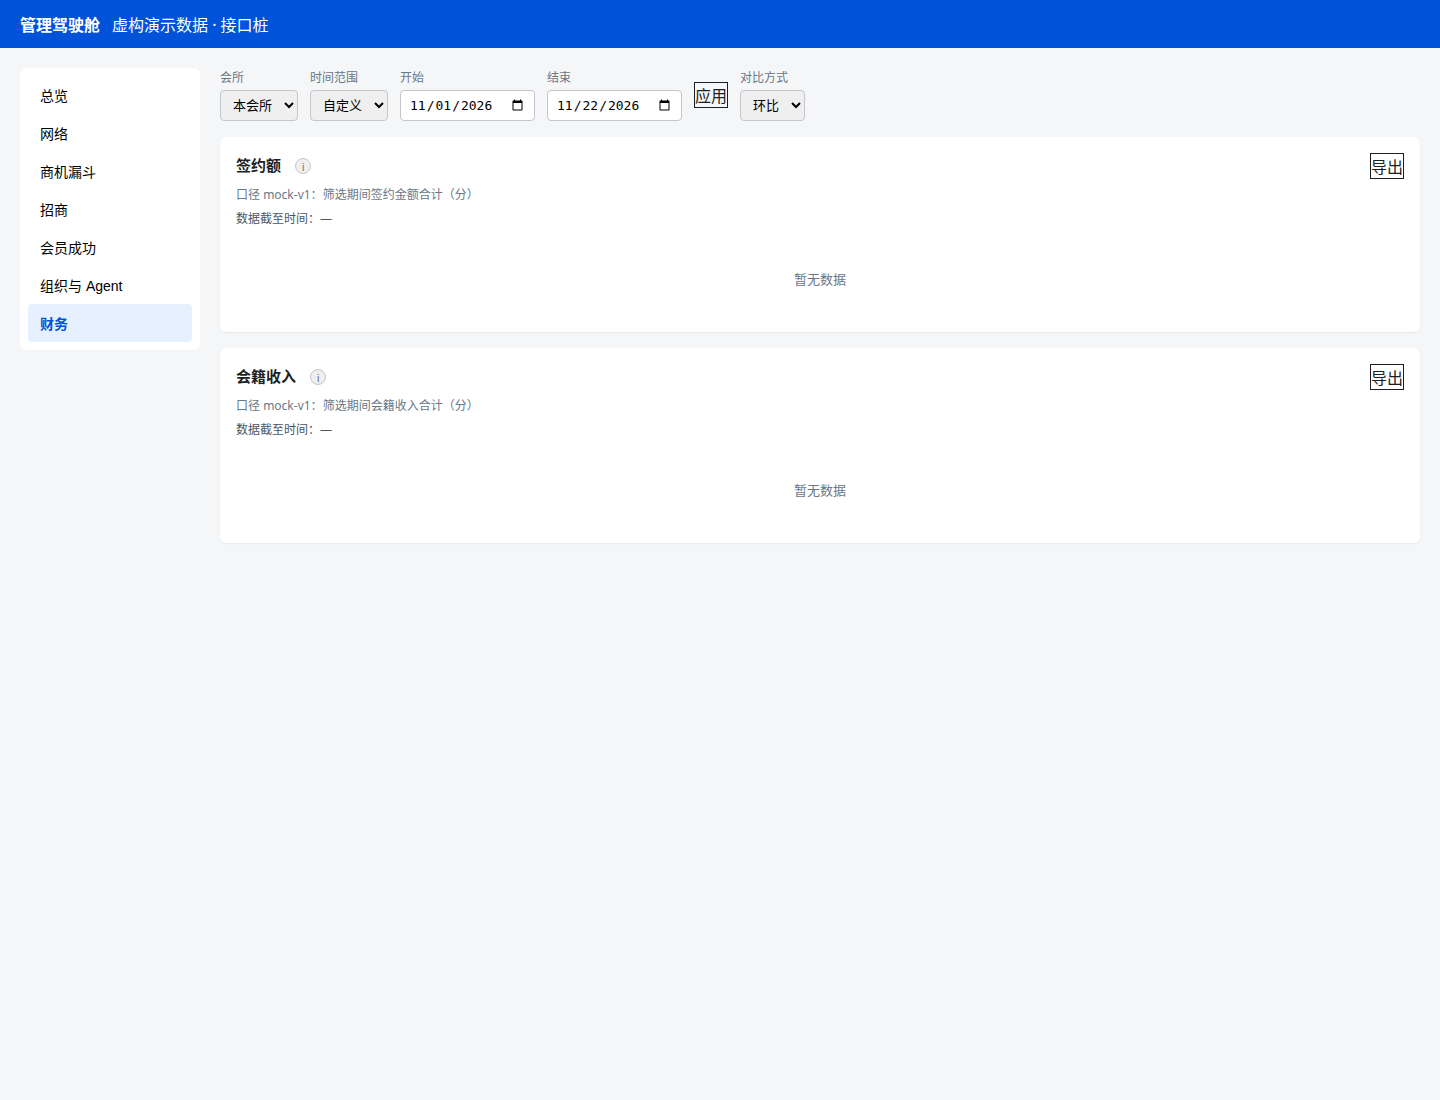 管理驾驶舱 虚构演示数据 · 接口桩
总览
网络
商机漏斗
招商
会员成功
组织与 Agent
财务
会所 时间范围 开始 结束 对比方式
本会所 自定义 11/01/2026 11/22/2026 应用 环比
签约额 i 导出
口径 mock-v1：筛选期间签约金额合计（分）
数据截至时间：—
暂无数据
会籍收入 i 导出
口径 mock-v1：筛选期间会籍收入合计（分）
数据截至时间：—
暂无数据